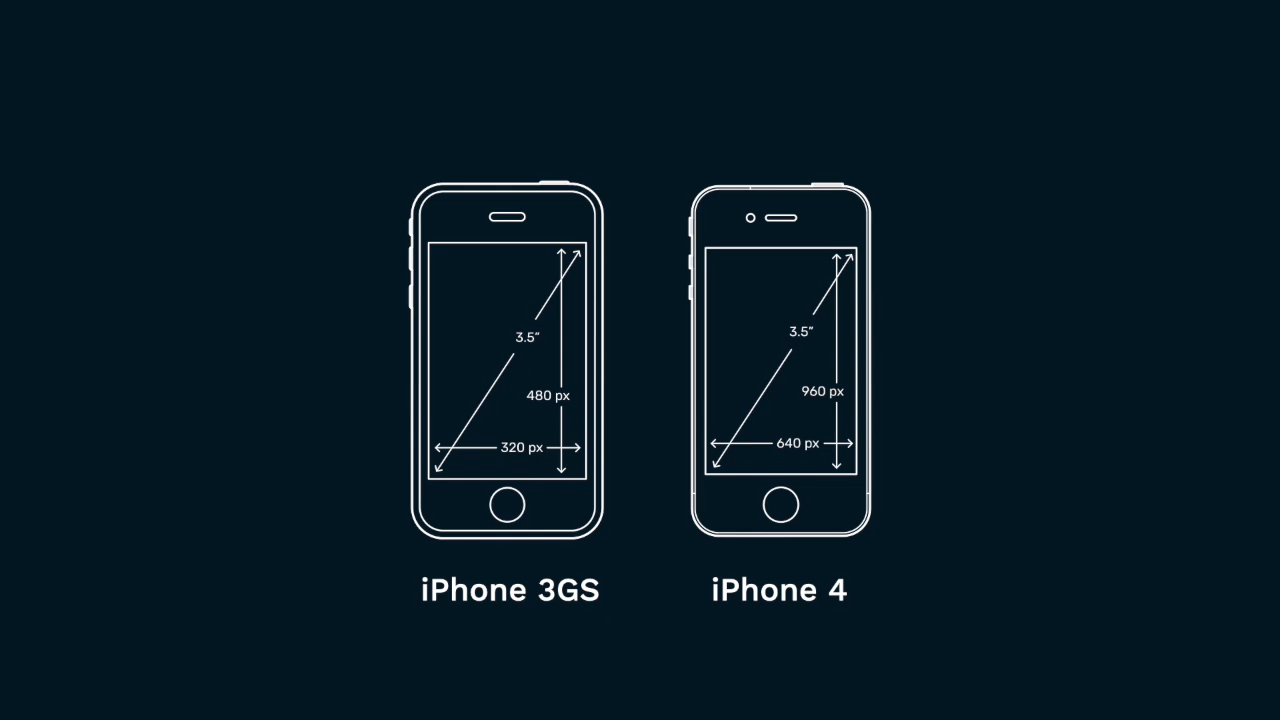 3.5”
480 px
320 px
iPhone 3GS
3.5”
960 px
640 px
iPhone 4